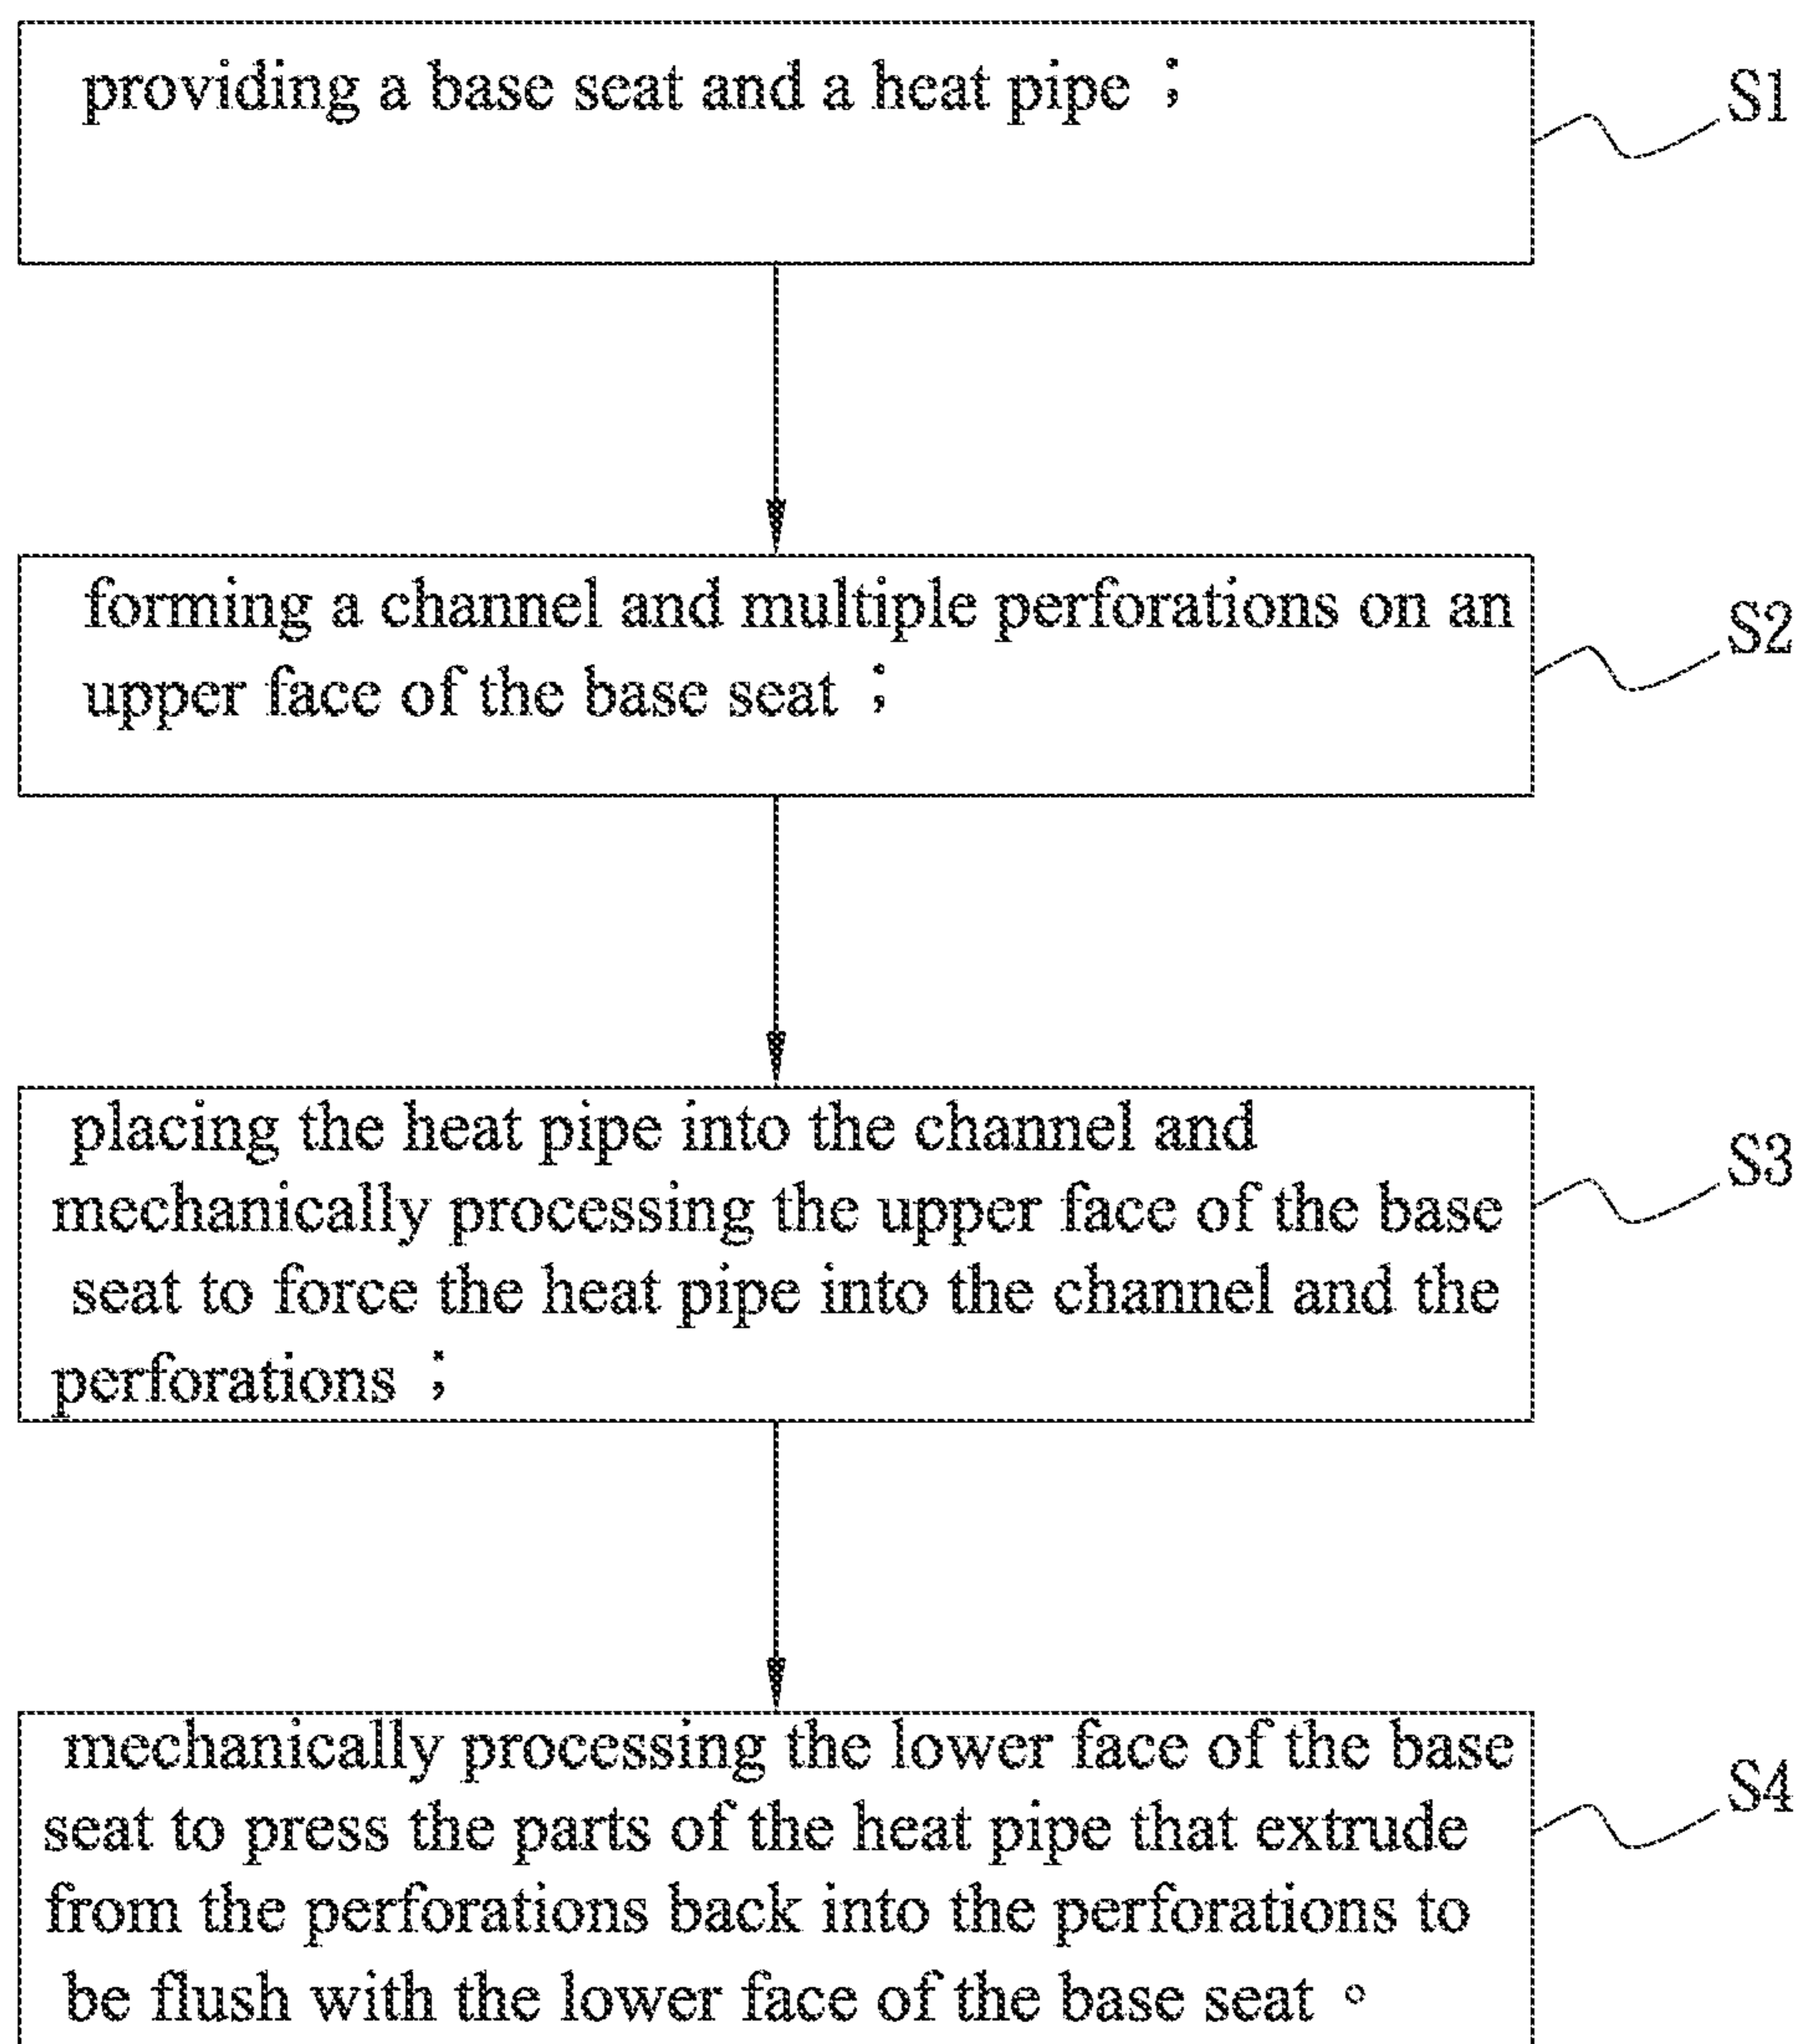 providing a base seat and a heat pipe；
S1
forming a channel and multiple perforations on an
upper face of the base seat；
S2
placing the heat pipe into the channel and
mechanically processing the upper face of the base
seat to force the heat pipe into the channel and the
perforations；
S3
mechanically processing the lower face of the base
seat to press the parts of the heat pipe that extrude
from the perforations back into the perforations to
be flush with the lower face of the base seat。
S4